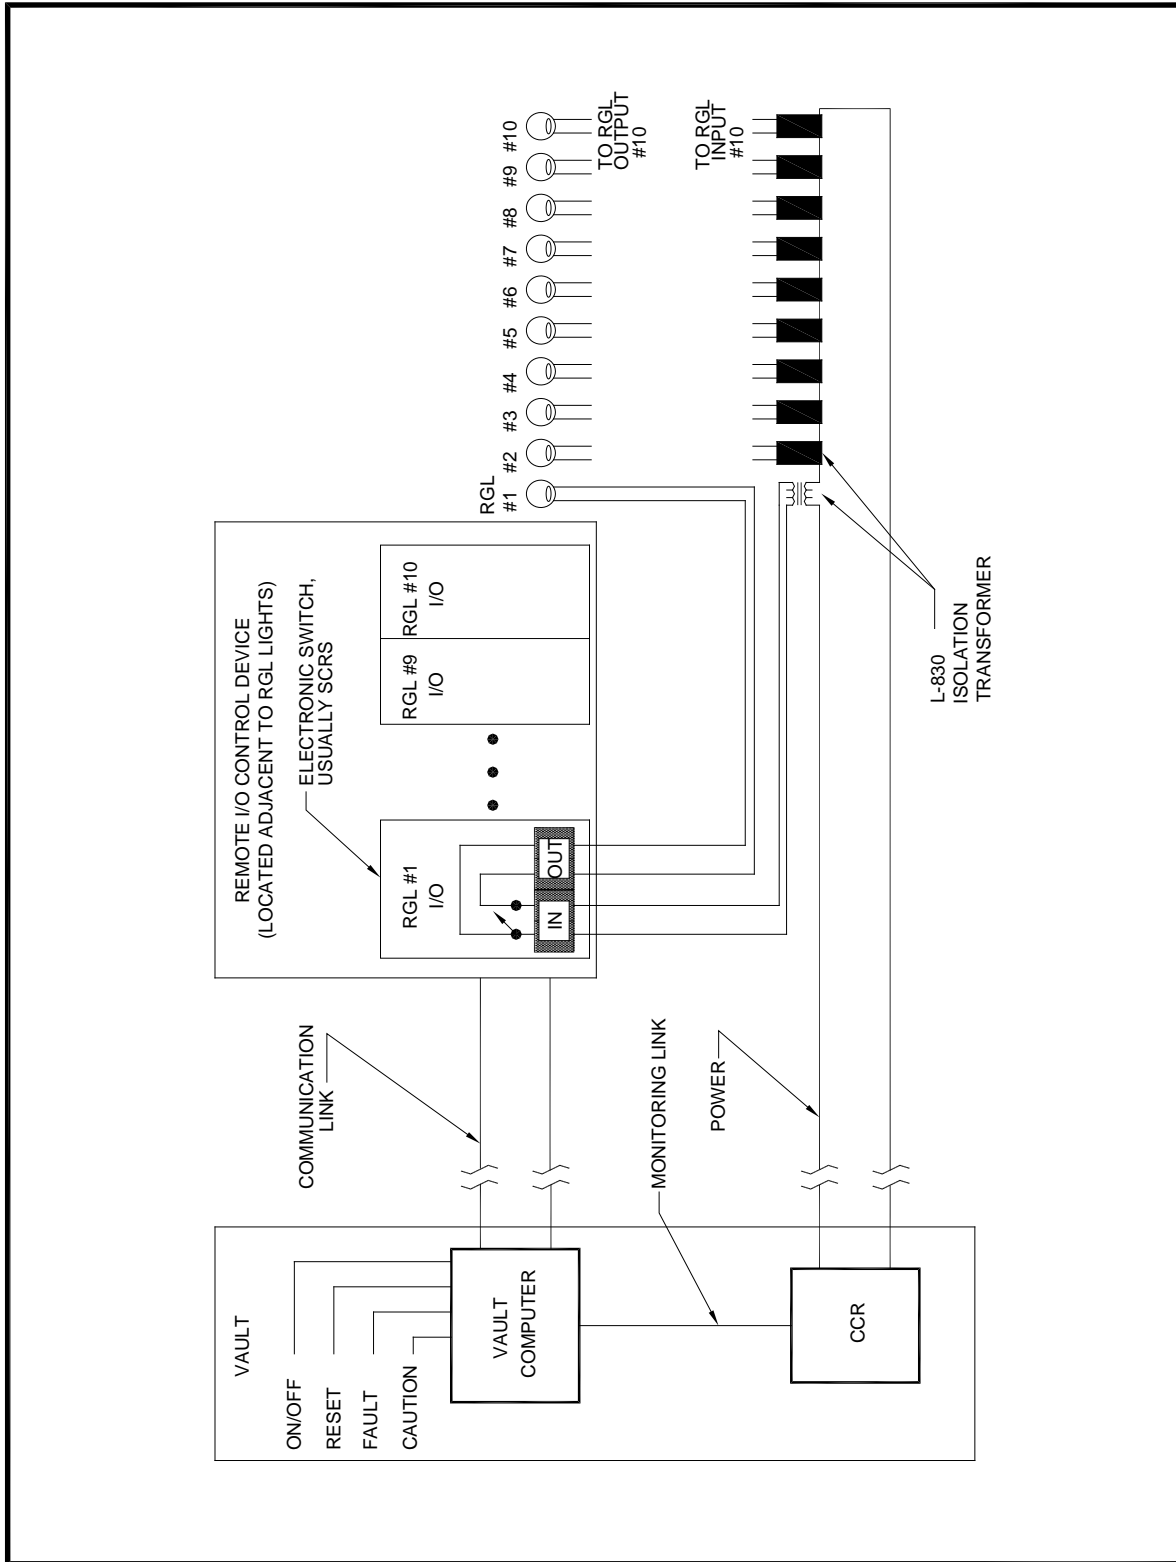 VAULT
ON/OFF
RESET
FAULT
CAUTION
VAULT
COMPUTER
CCR
COMMUNICATION
LINK
MONITORING LINK
POWER
REMOTE I/O CONTROL DEVICE
(LOCATED ADJACENT TO RGL LIGHTS)
ELECTRONIC SWITCH,
USUALLY SCRS
RGL #1
I/O
IN
OUT
RGL #9
I/O
RGL #10
I/O
RGL
#1
#2
#3
#4
#5
#6
#7
#8
#9
#10
TO RGL
OUTPUT
#10
TO RGL
INPUT
#10
L-830
ISOLATION
TRANSFORMER